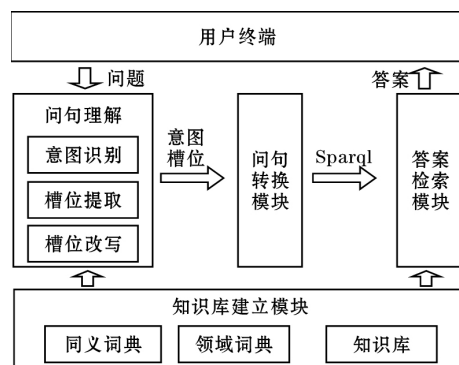 用户终端
问题
答案
问句理解
意图识别
槽位提取
槽位改写
意图
槽位
问句
转换
模块
Sparql
答案
检索
模块
知识库建立模块
同义词典
领域词典
知识库